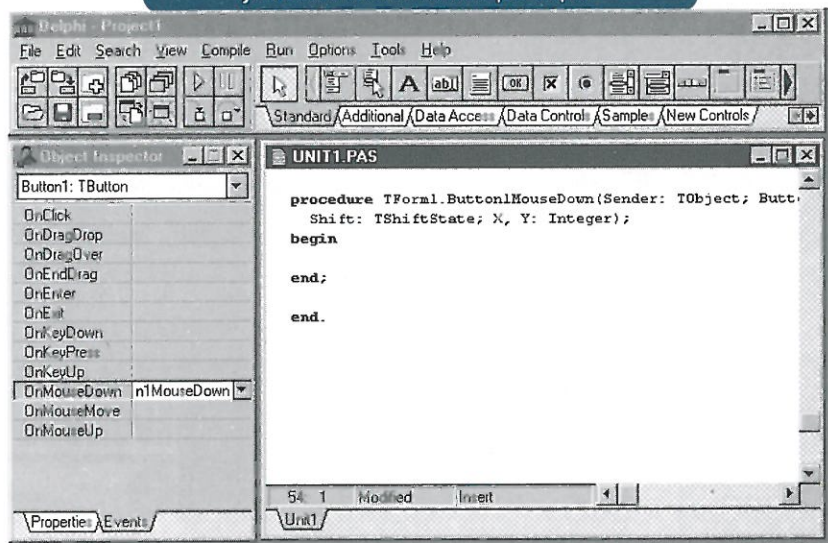 Delphi - Project1
File Edit Search View Compile Run Options Tools Help
A ab OK
Standard Additional Data Access Data Controls Samples New Controls
Object Inspector
Button1: TButton
OnClick
OnDragDrop
OnDragOver
OnEndDrag
OnEnter
OnExit
OnKeyDown
OnKeyPress
OnKeyUp
OnMouseDown n1MouseDown
OnMouseMove
OnMouseUp
Properties Events
UNIT1.PAS
procedure TForm1.Button1MouseDown(Sender: TObject; Butt
Shift: TShiftState; X, Y: Integer);
begin
end;
end.
54: 1 Modified Insert
Unit1